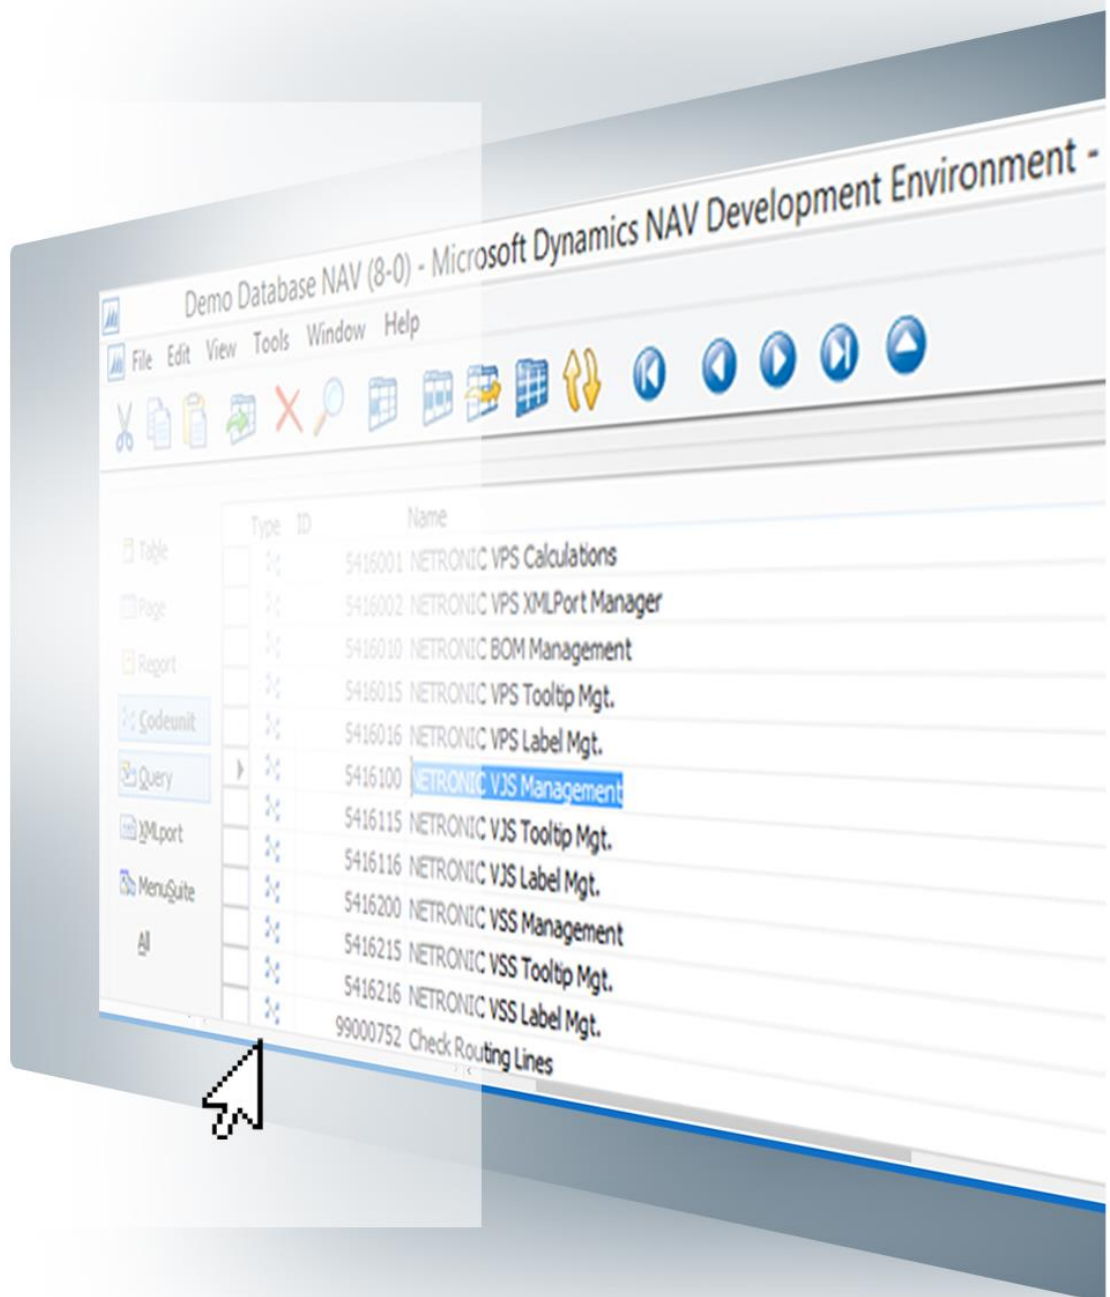 Demo Database NAV (8-0) - Microsoft Dynamics NAV Development Environment -
File Edit View Tools Window Help
Type ID Name
Table
Page
Report
Codeunit
Query
XMLport
MenuSuite
All
5416001 NETRONIC VPS Calculations
5416002 NETRONIC VPS XMLPort Manager
5416010 NETRONIC BOM Management
5416015 NETRONIC VPS Tooltip Mgt.
5416016 NETRONIC VPS Label Mgt.
5416100 NETRONIC VJS Management
5416115 NETRONIC VJS Tooltip Mgt.
5416116 NETRONIC VJS Label Mgt.
5416200 NETRONIC VSS Management
5416215 NETRONIC VSS Tooltip Mgt.
5416216 NETRONIC VSS Label Mgt.
99000752 Check Routing Lines